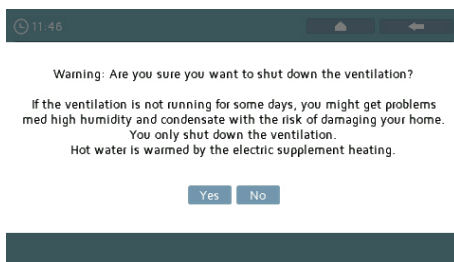 11:46
Warning: Are you sure you want to shut down the ventilation?
If the ventilation is not running for some days, you might get problems
med high humidity and condensate with the risk of damaging your home.
You only shut down the ventilation.
Hot water is warmed by the electric supplement heating.
Yes No